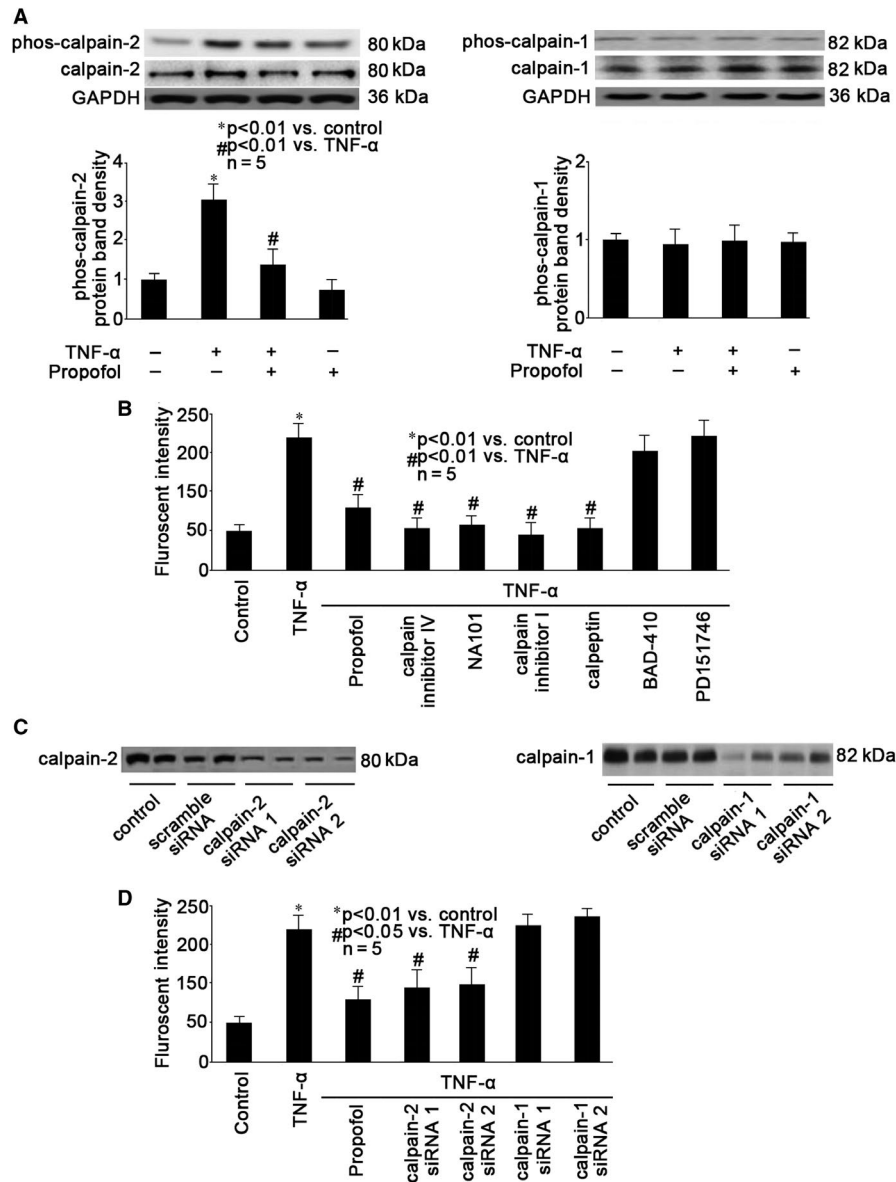 A
phos-calpain-2 80 kDa
calpain-2 80 kDa
GAPDH 36 kDa
*p<0.01 vs. control
#p<0.01 vs. TNF-α
n = 5
phos-calpain-2
protein band density
4
3
2
1
0
*
#
TNF-α – + + –
Propofol – – + +
phos-calpain-1 82 kDa
calpain-1 82 kDa
GAPDH 36 kDa
phos-calpain-1
protein band density
2
1
0
TNF-α – + + –
Propofol – – + +
B
Fluroscent intensity
250
200
150
50
0
*
*p<0.01 vs. control
#p<0.01 vs. TNF-α
n = 5
# # # # #
TNF-α
Control
TNF-α
Propofol
calpain
innibitor IV
NA101
calpain
inhibitor I
calpeptin
BAD-410
PD151746
C
calpain-2 80 kDa
control
scramble
siRNA
calpain-2
siRNA 1
calpain-2
siRNA 2
calpain-1 82 kDa
control
scramble
siRNA
calpain-1
siRNA 1
calpain-1
siRNA 2
D
Fluroscent intensity
250
200
150
50
0
*
*p<0.01 vs. control
#p<0.05 vs. TNF-α
n = 5
# # #
TNF-α
Control
TNF-α
Propofol
calpain-2
siRNA 1
calpain-2
siRNA 2
calpain-1
siRNA 1
calpain-1
siRNA 2